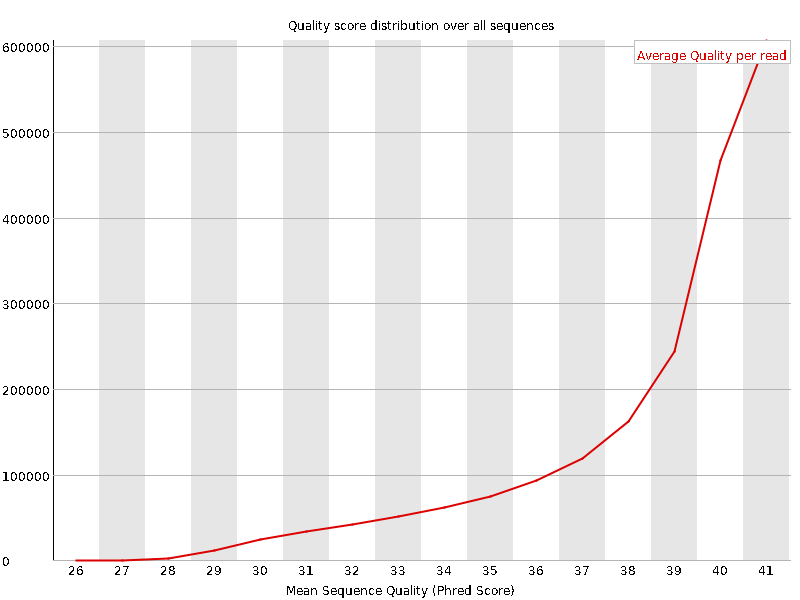 Quality score distribution over all sequences
600000
Average Quality per read
500000
400000
300000
200000
100000
0
26 27 28 29 30 31 32 33 34 35 36 37 38 39 40 41
Mean Sequence Quality (Phred Score)